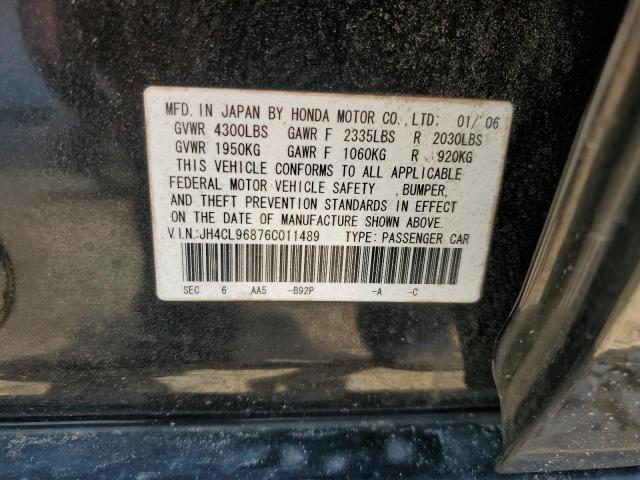 MFD. IN JAPAN BY HONDA MOTOR CO., LTD: 01/'06
GVWR 4300LBS GAWR F 2335LBS R 2030LBS
GVWR 1950KG GAWR F 1060KG R 920KG
THIS VEHICLE CONFORMS TO ALL APPLICABLE
FEDERAL MOTOR VEHICLE SAFETY , BUMPER,
AND THEFT PREVENTION STANDARDS IN EFFECT
ON THE DATE OF MANUFACTURE SHOWN ABOVE.
V.I.N.:JH4CL96876C011489 TYPE: PASSENGER CAR
SEC 6 AA5 -B92P -A -C